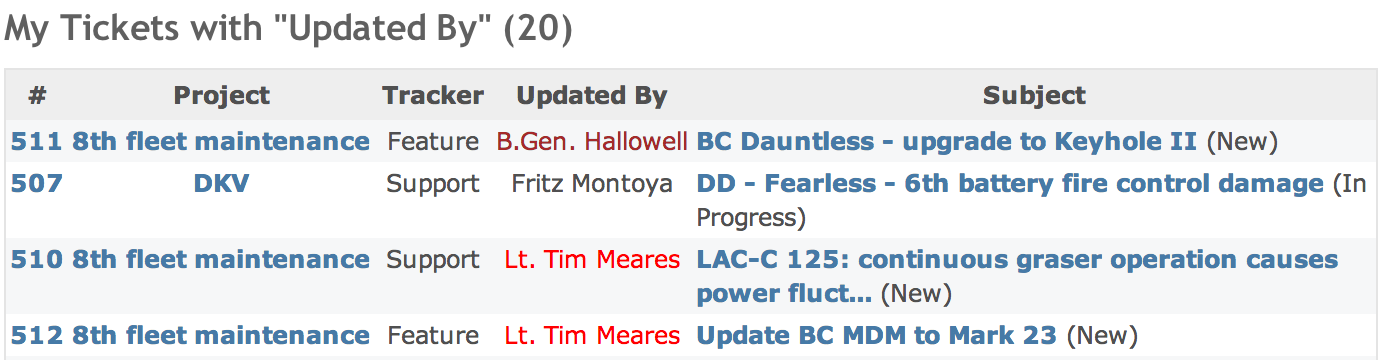 My Tickets with "Updated By" (20)
# Project Tracker Updated By Subject
511 8th fleet maintenance Feature B.Gen. Hallowell BC Dauntless - upgrade to Keyhole II (New)
507 DKV Support Fritz Montoya DD - Fearless - 6th battery fire control damage (In
Progress)
510 8th fleet maintenance Support Lt. Tim Meares LAC-C 125: continuous graser operation causes
power fluct... (New)
512 8th fleet maintenance Feature Lt. Tim Meares Update BC MDM to Mark 23 (New)